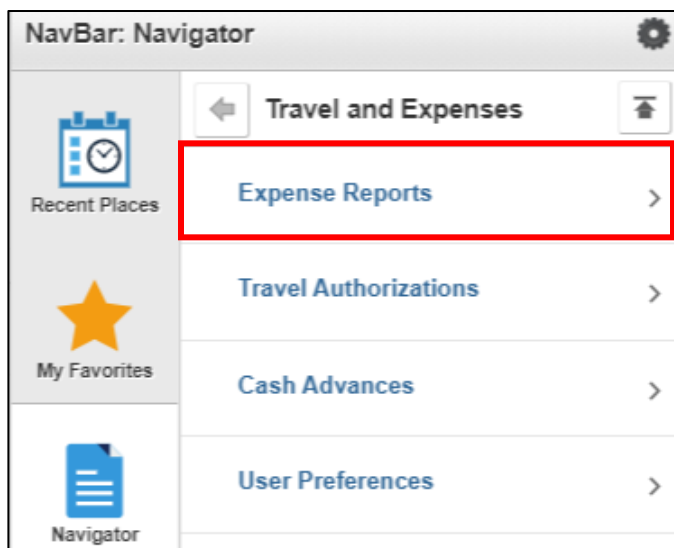 NavBar: Navigator
Travel and Expenses
Recent Places
Expense Reports
Travel Authorizations
My Favorites
Cash Advances
User Preferences
Navigator